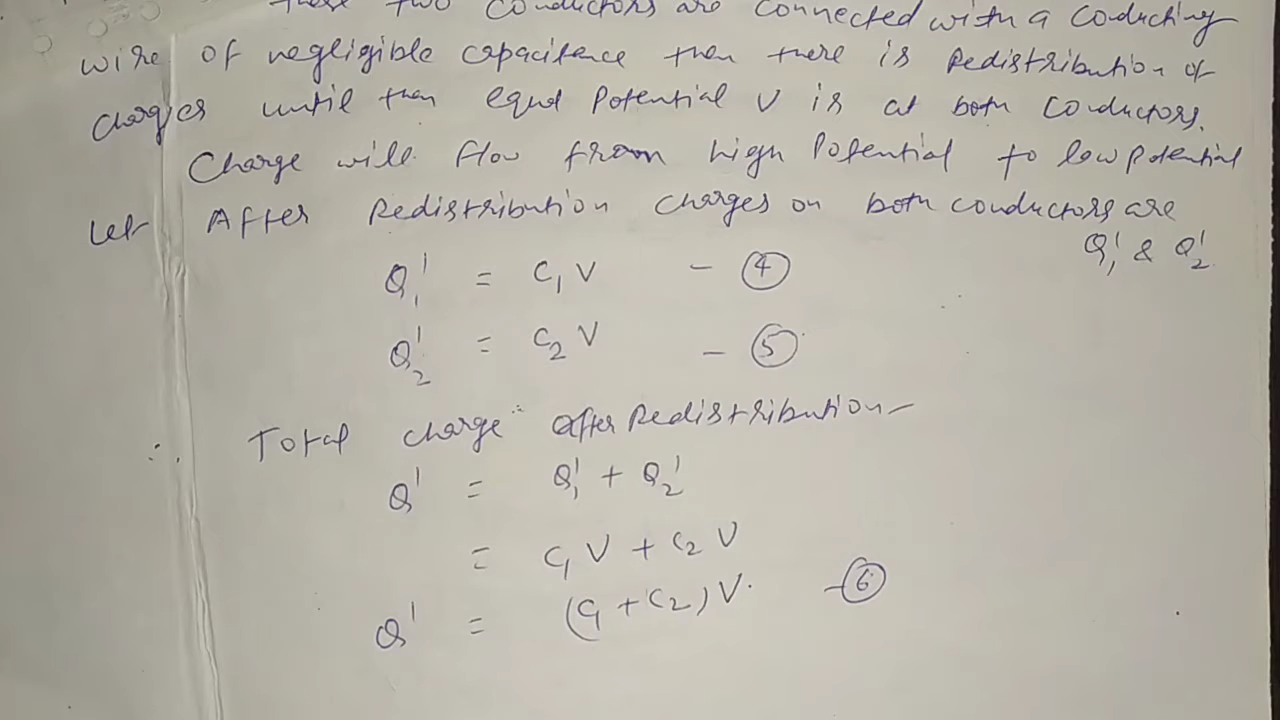 these two conductors are connected with a conducting
wire of negligible capacitance then there is Redistribution of
charges until then equal Potential V is at both conductors.
Charge will flow from high Potential to low potential
Let After Redistribution charges on both conductors are
Q₁' & Q₂'
Q₁' = C₁ V - ④
Q₂' = C₂ V - ⑤
∴ Total charge after Redistribution-
Q' = Q₁' + Q₂'
= C₁ V + C₂ V
Q' = (C₁ + C₂) V. - ⑥